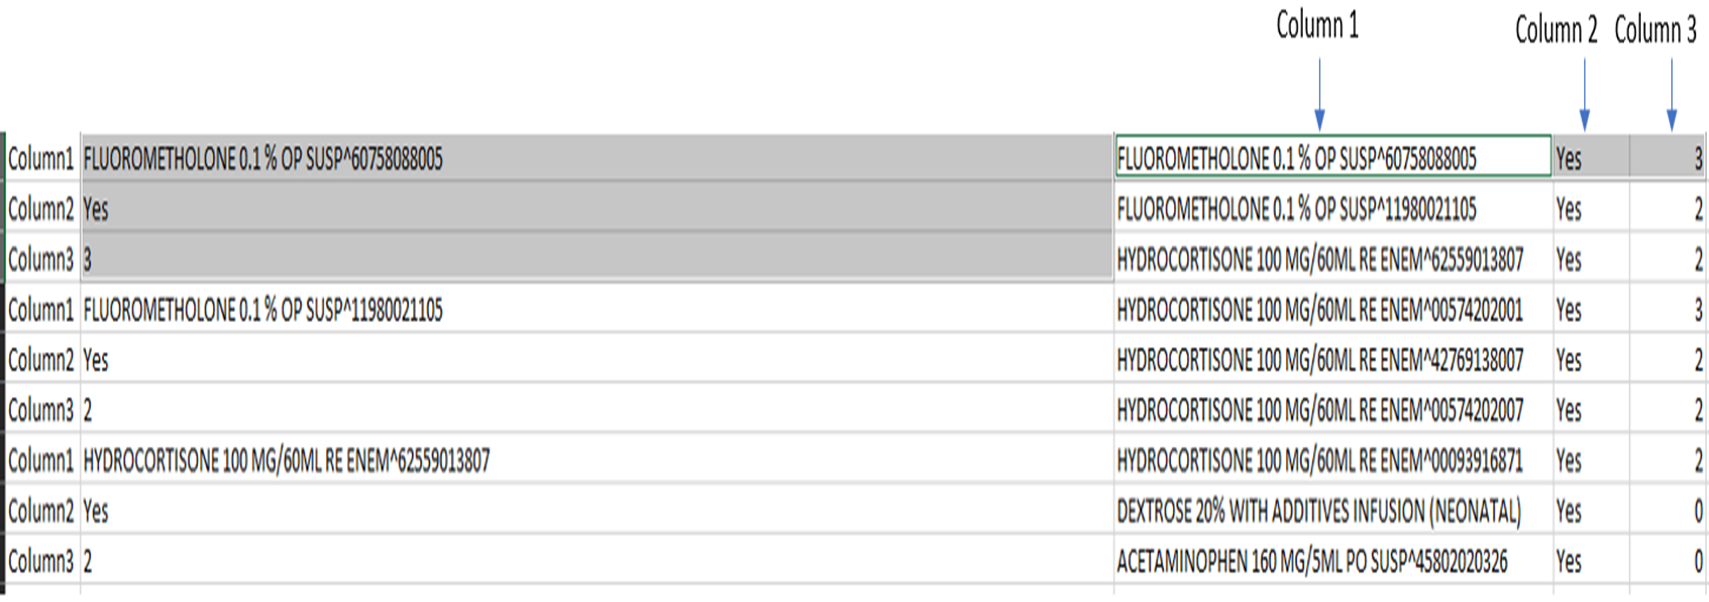 Column 1 Column 2 Column 3
Column1 FLUOROMETHOLONE 0.1 % OP SUSP^60758088005 FLUOROMETHOLONE 0.1 % OP SUSP^60758088005 Yes 3
Column2 Yes FLUOROMETHOLONE 0.1 % OP SUSP^11980021105 Yes 2
Column3 3 HYDROCORTISONE 100 MG/60ML RE ENEM^62559013807 Yes 2
Column1 FLUOROMETHOLONE 0.1 % OP SUSP^11980021105 HYDROCORTISONE 100 MG/60ML RE ENEM^00574202001 Yes 3
Column2 Yes HYDROCORTISONE 100 MG/60ML RE ENEM^42769138007 Yes 2
Column3 2 HYDROCORTISONE 100 MG/60ML RE ENEM^00574202007 Yes 2
Column1 HYDROCORTISONE 100 MG/60ML RE ENEM^62559013807 HYDROCORTISONE 100 MG/60ML RE ENEM^00093916871 Yes 2
Column2 Yes DEXTROSE 20% WITH ADDITIVES INFUSION (NEONATAL) Yes 0
Column3 2 ACETAMINOPHEN 160 MG/5ML PO SUSP^45802020326 Yes 0